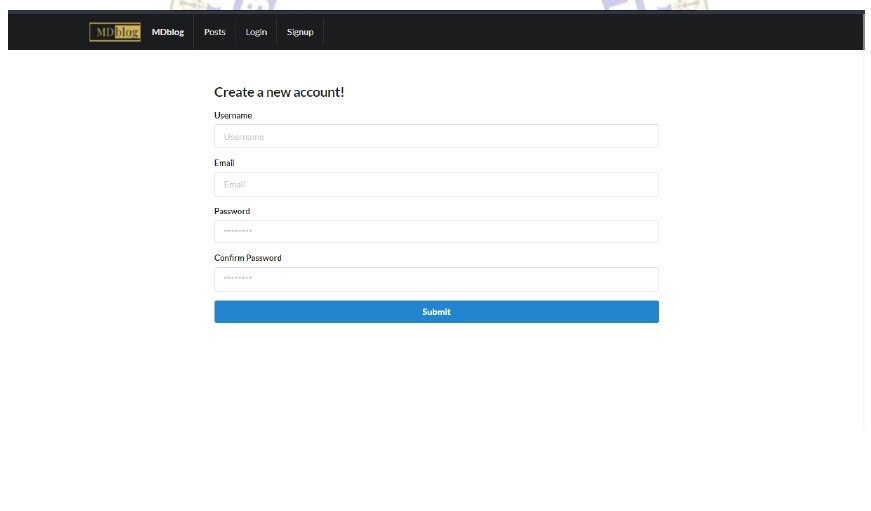 MDblog MDblog Posts Login Signup
Create a new account!
Username
Username
Email
Email
Password
********
Confirm Password
********
Submit